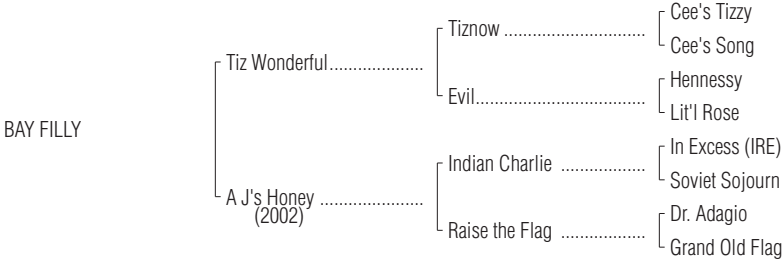 Cee's Tizzy
Tiznow ..............................
Cee's Song
Tiz Wonderful....................
Hennessy
Evil....................................
Lit'l Rose
BAY FILLY
In Excess (IRE)
Indian Charlie ..................
Soviet Sojourn
A J's Honey ......................
(2002)
Dr. Adagio
Raise the Flag ..................
Grand Old Flag